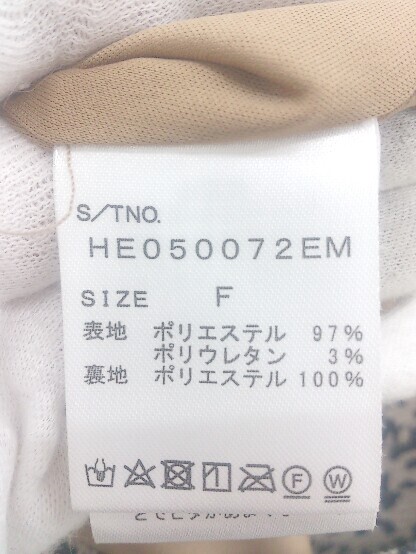 S/TNO.
HE050072EM
SIZE F
表地 ポリエステル 97%
ポリウレタン 3%
裏地 ポリエステル 100%
F W